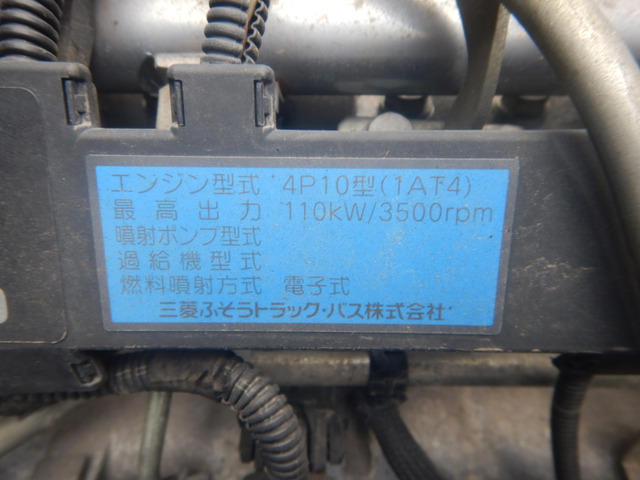 エンジン型式 4P10型(1AT4)
最高出力 110kW/3500rpm
噴射ポンプ型式
過給機型式
燃料噴射方式 電子式
三菱ふそうトラック・バス株式会社